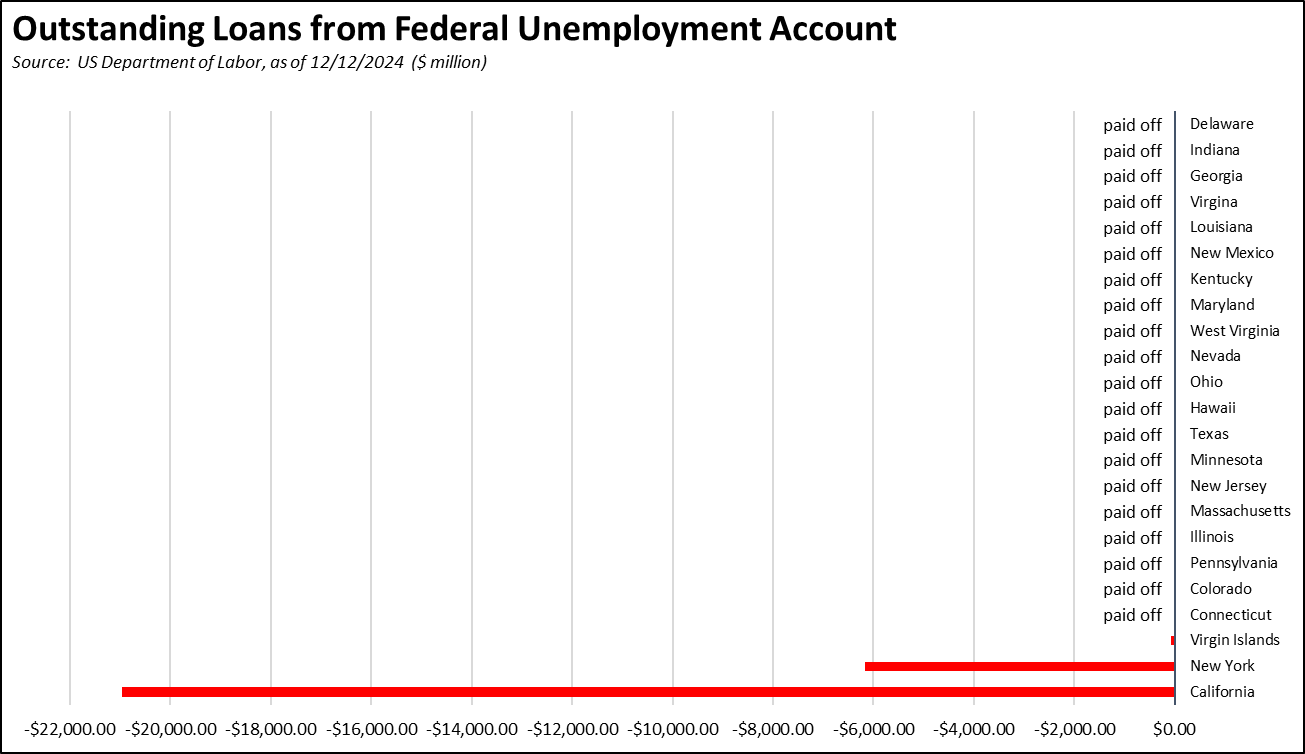 Outstanding Loans from Federal Unemployment Account
Source: US Department of Labor, as of 12/12/2024 ($ million)
paid off Delaware
paid off Indiana
paid off Georgia
paid off Virgina
paid off Louisiana
paid off New Mexico
paid off Kentucky
paid off Maryland
paid off West Virginia
paid off Nevada
paid off Ohio
paid off Hawaii
paid off Texas
paid off Minnesota
paid off New Jersey
paid off Massachusetts
paid off Illinois
paid off Pennsylvania
paid off Colorado
paid off Connecticut
Virgin Islands
New York
California
-$22,000.00 -$20,000.00 -$18,000.00 -$16,000.00 -$14,000.00 -$12,000.00 -$10,000.00 -$8,000.00 -$6,000.00 -$4,000.00 -$2,000.00 $0.00